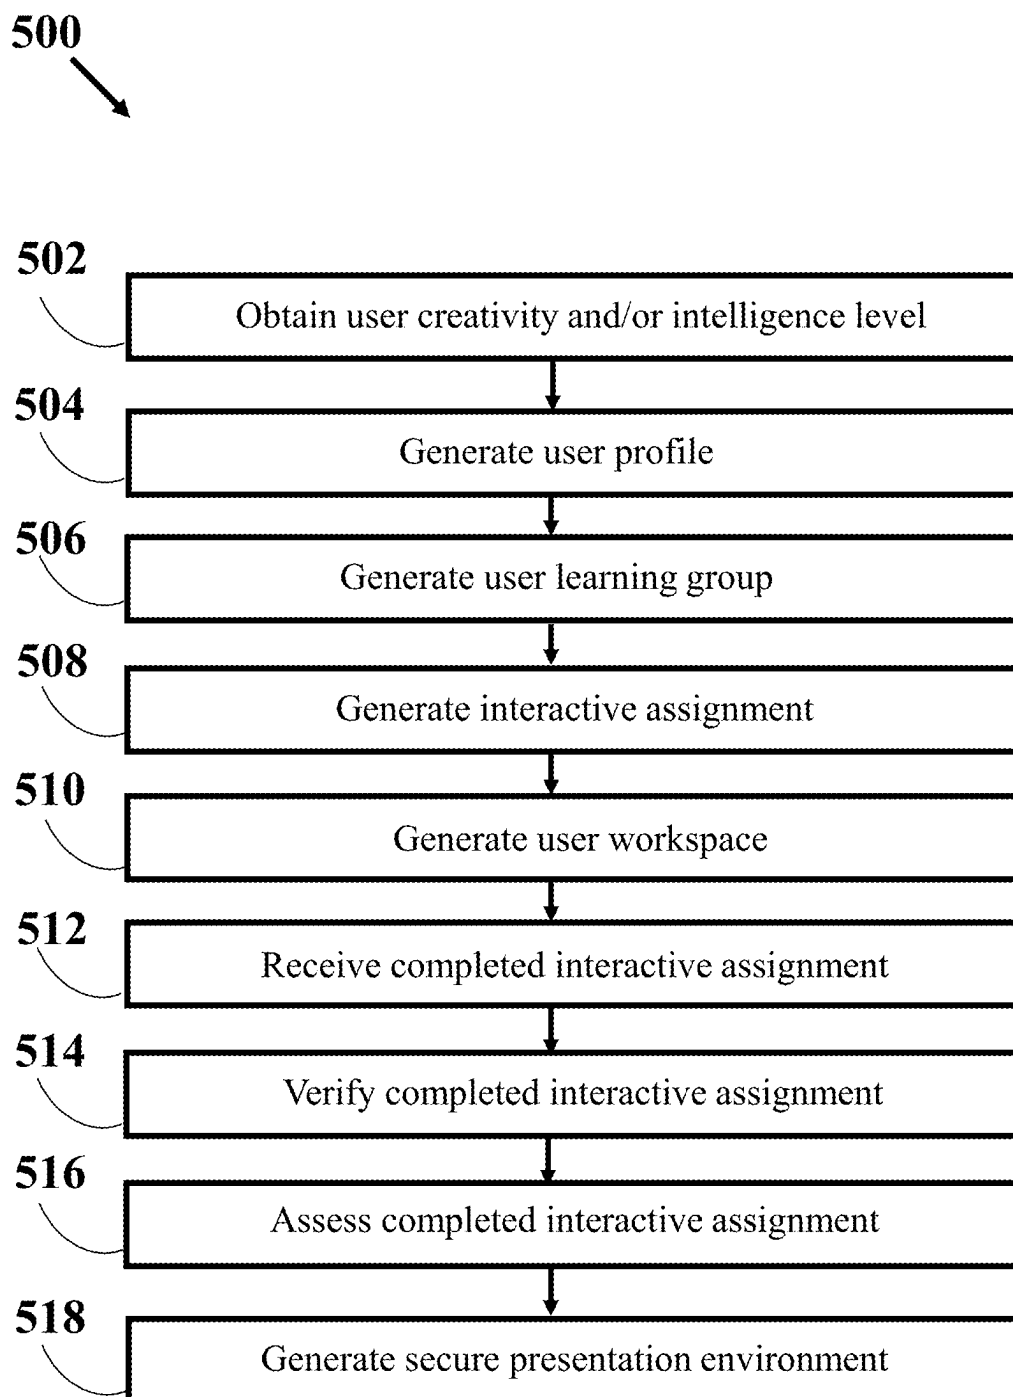 500
502
Obtain user creativity and/or intelligence level
504
Generate user profile
506
Generate user learning group
508
Generate interactive assignment
510
Generate user workspace
512
Receive completed interactive assignment
514
Verify completed interactive assignment
516
Assess completed interactive assignment
518
Generate secure presentation environment